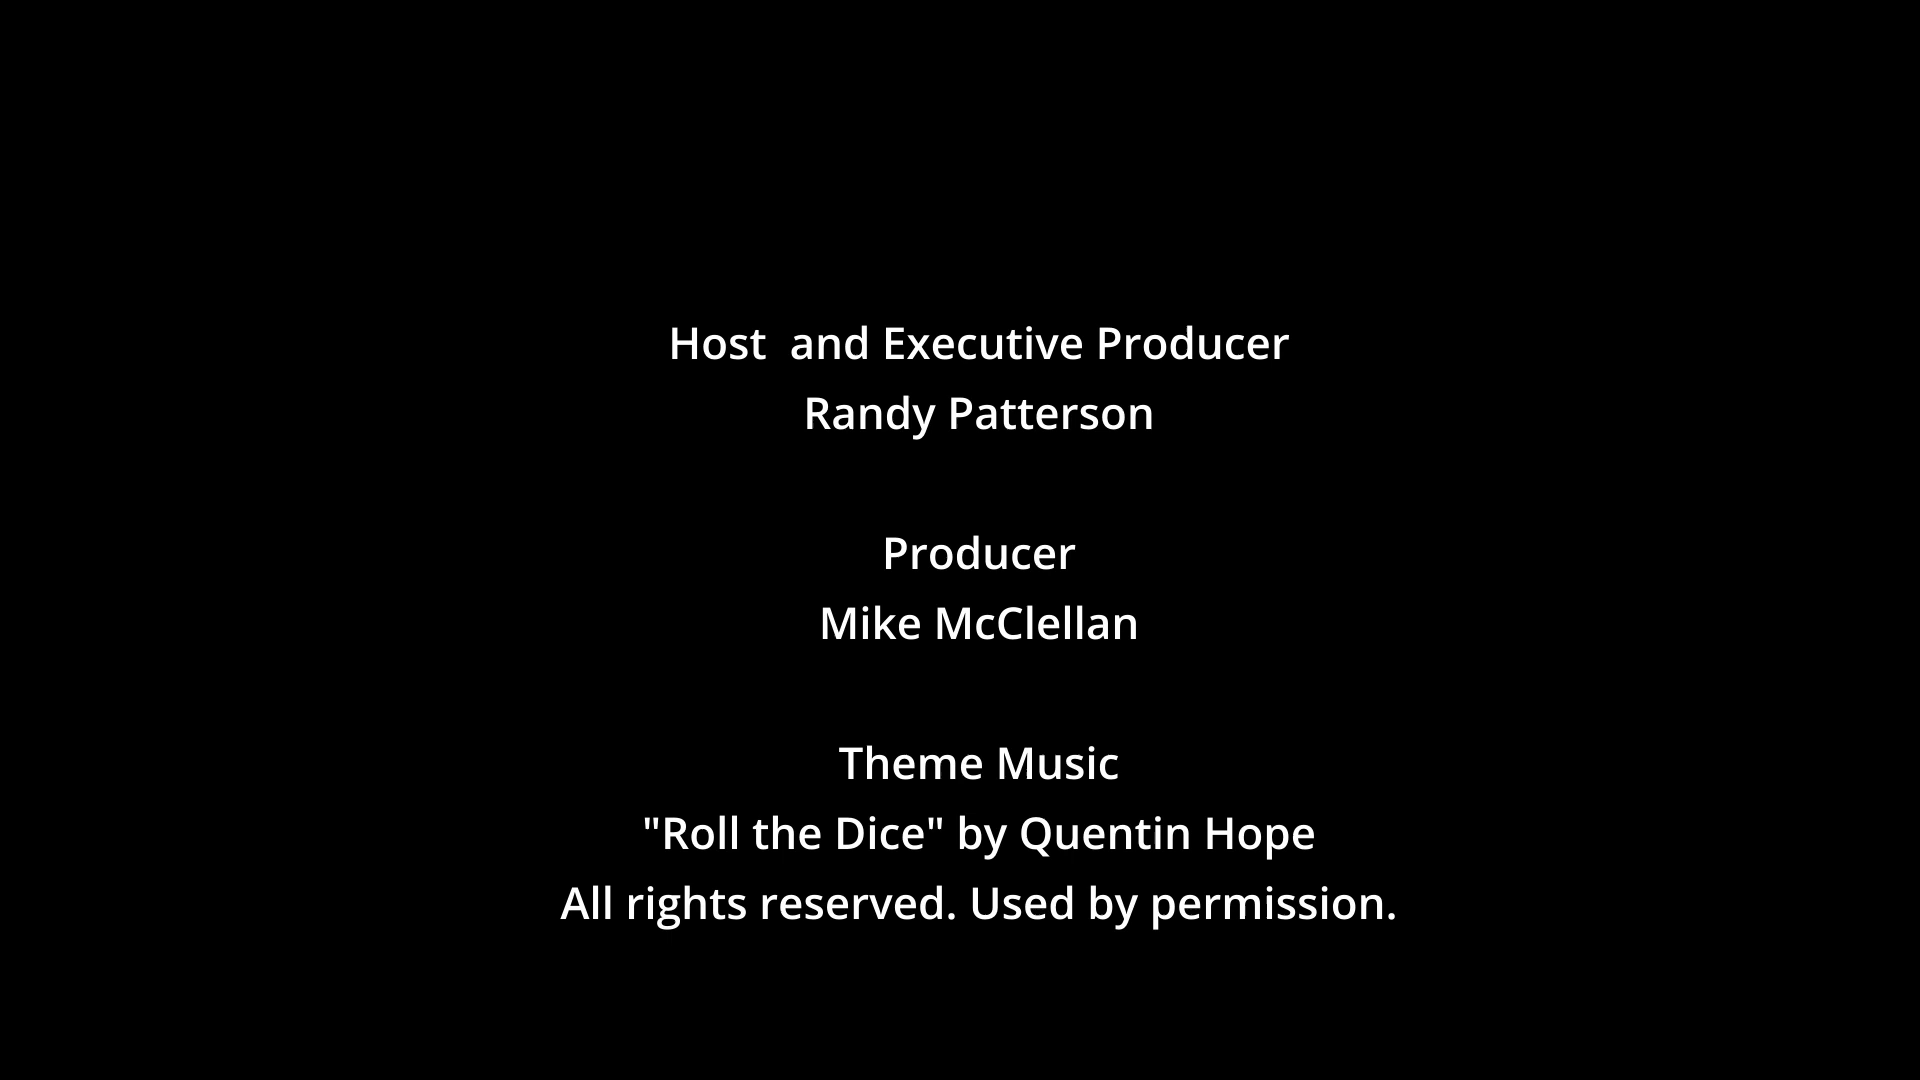 Host  and Executive Producer
Randy Patterson
Producer
Mike McClellan
Theme Music
"Roll the Dice" by Quentin Hope
All rights reserved. Used by permission.